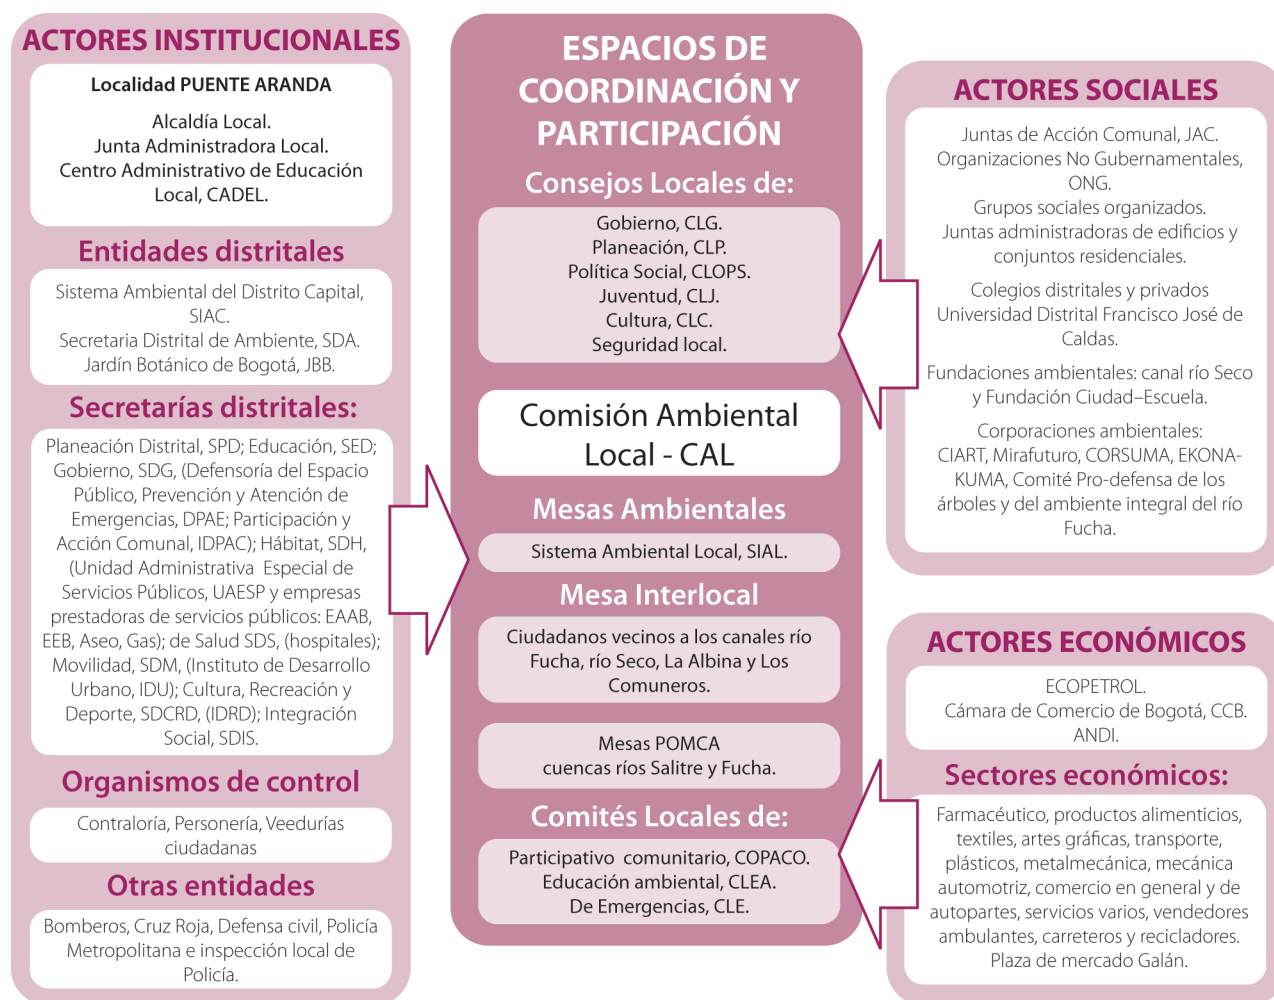 ACTORES INSTITUCIONALES
Localidad PUENTE ARANDA
Alcaldía Local.
Junta Administradora Local.
Centro Administrativo de Educación
Local, CADEL.
Entidades distritales
Sistema Ambiental del Distrito Capital,
SIAC.
Secretaria Distrital de Ambiente, SDA.
Jardín Botánico de Bogotá, JBB.
Secretarías distritales:
Planeación Distrital, SPD; Educación, SED;
Gobierno, SDG, (Defensoría del Espacio
Público, Prevención y Atención de
Emergencias, DPAE; Participación y
Acción Comunal, IDPAC); Hábitat, SDH,
(Unidad Administrativa Especial de
Servicios Públicos, UAESP y empresas
prestadoras de servicios públicos: EAAB,
EEB, Aseo, Gas); de Salud SDS, (hospitales);
Movilidad, SDM, (Instituto de Desarrollo
Urbano, IDU); Cultura, Recreación y
Deporte, SDCRD, (IDRD); Integración
Social, SDIS.
Organismos de control
Contraloría, Personería, Veedurías
ciudadanas
Otras entidades
Bomberos, Cruz Roja, Defensa civil, Policía
Metropolitana e inspección local de
Policía.
ESPACIOS DE
COORDINACIÓN Y
PARTICIPACIÓN
Consejos Locales de:
Gobierno, CLG.
Planeación, CLP.
Política Social, CLOPS.
Juventud, CLJ.
Cultura, CLC.
Seguridad local.
Comisión Ambiental
Local - CAL
Mesas Ambientales
Sistema Ambiental Local, SIAL.
Mesa Interlocal
Ciudadanos vecinos a los canales río
Fucha, río Seco, La Albina y Los
Comuneros.
Mesas POMCA
cuencas ríos Salitre y Fucha.
Comités Locales de:
Participativo comunitario, COPACO.
Educación ambiental, CLEA.
De Emergencias, CLE.
ACTORES SOCIALES
Juntas de Acción Comunal, JAC.
Organizaciones No Gubernamentales,
ONG.
Grupos sociales organizados.
Juntas administradoras de edificios y
conjuntos residenciales.
Colegios distritales y privados
Universidad Distrital Francisco José de
Caldas.
Fundaciones ambientales: canal río Seco
y Fundación Ciudad–Escuela.
Corporaciones ambientales:
CIART, Mirafuturo, CORSUMA, EKONA-
KUMA, Comité Pro-defensa de los
árboles y del ambiente integral del río
Fucha.
ACTORES ECONÓMICOS
ECOPETROL.
Cámara de Comercio de Bogotá, CCB.
ANDI.
Sectores económicos:
Farmacéutico, productos alimenticios,
textiles, artes gráficas, transporte,
plásticos, metalmecánica, mecánica
automotriz, comercio en general y de
autopartes, servicios varios, vendedores
ambulantes, carreteros y recicladores.
Plaza de mercado Galán.